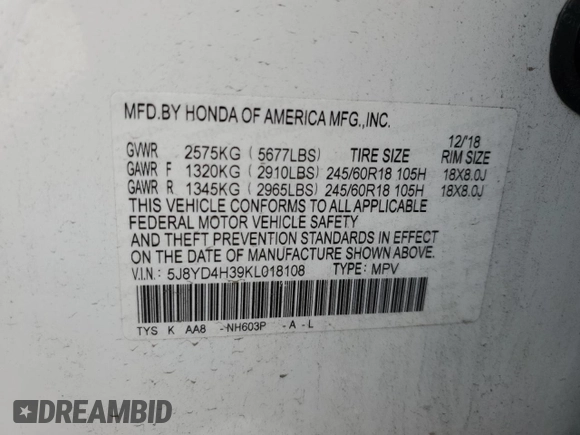 MFD.BY HONDA OF AMERICA MFG.,INC.
12/'18
GVWR 2575KG ( 5677LBS) TIRE SIZE RIM SIZE
GAWR F 1320KG ( 2910LBS) 245/60R18 105H 18X8.0J
GAWR R 1345KG ( 2965LBS) 245/60R18 105H 18X8.0J
THIS VEHICLE CONFORMS TO ALL APPLICABLE
FEDERAL MOTOR VEHICLE SAFETY
AND THEFT PREVENTION STANDARDS IN EFFECT
ON THE DATE OF MANUFACTURE SHOWN ABOVE.
V.I.N: 5J8YD4H39KL018108 TYPE: MPV
TYS K AA8 -NH603P -A-L
DREAMBID